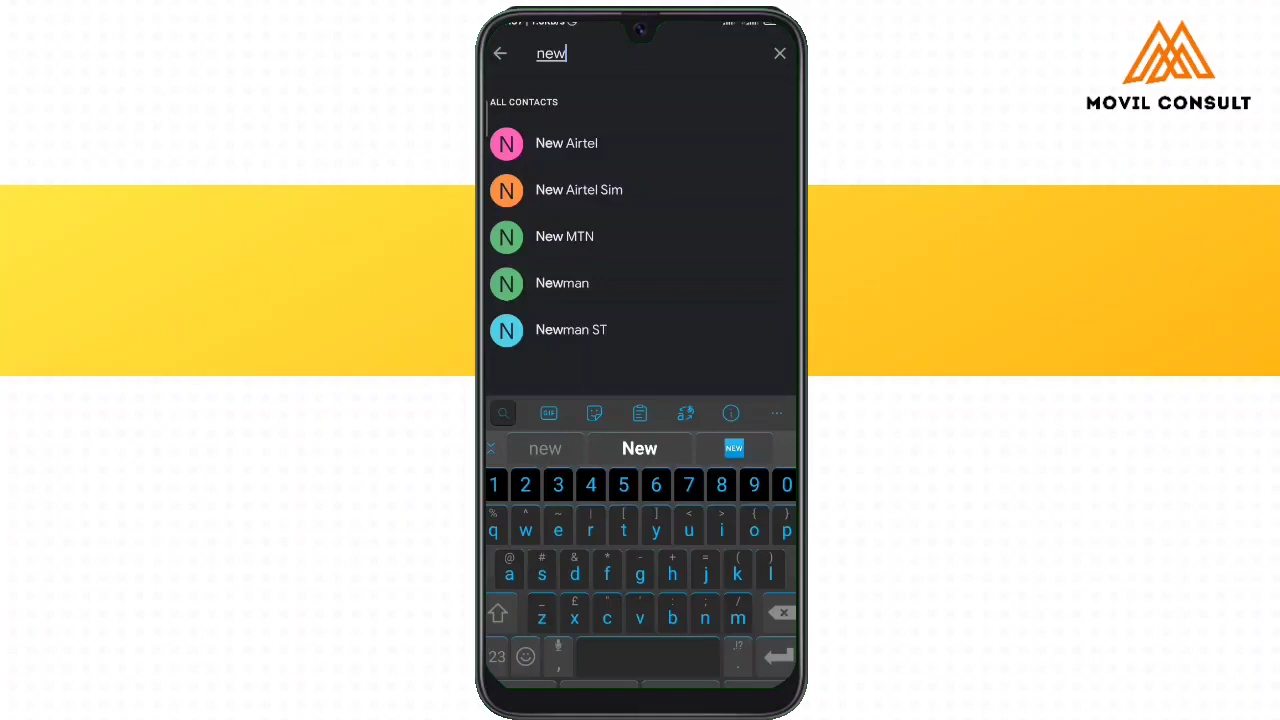 new
MOVIL CONSULT
ALL CONTACTS
N New Airtel
N New Airtel Sim
N New MTN
N Newman
N Newman ST
GIF
new New NEW
1 2 3 4 5 6 7 8 9 0
% ^ ~ | [ ] < > { }
q w e r t y u i o p
@ # & * - + = ( )
a s d f g h j k l
_ £ " ' : ; /
z x c v b n m
23 , . !?